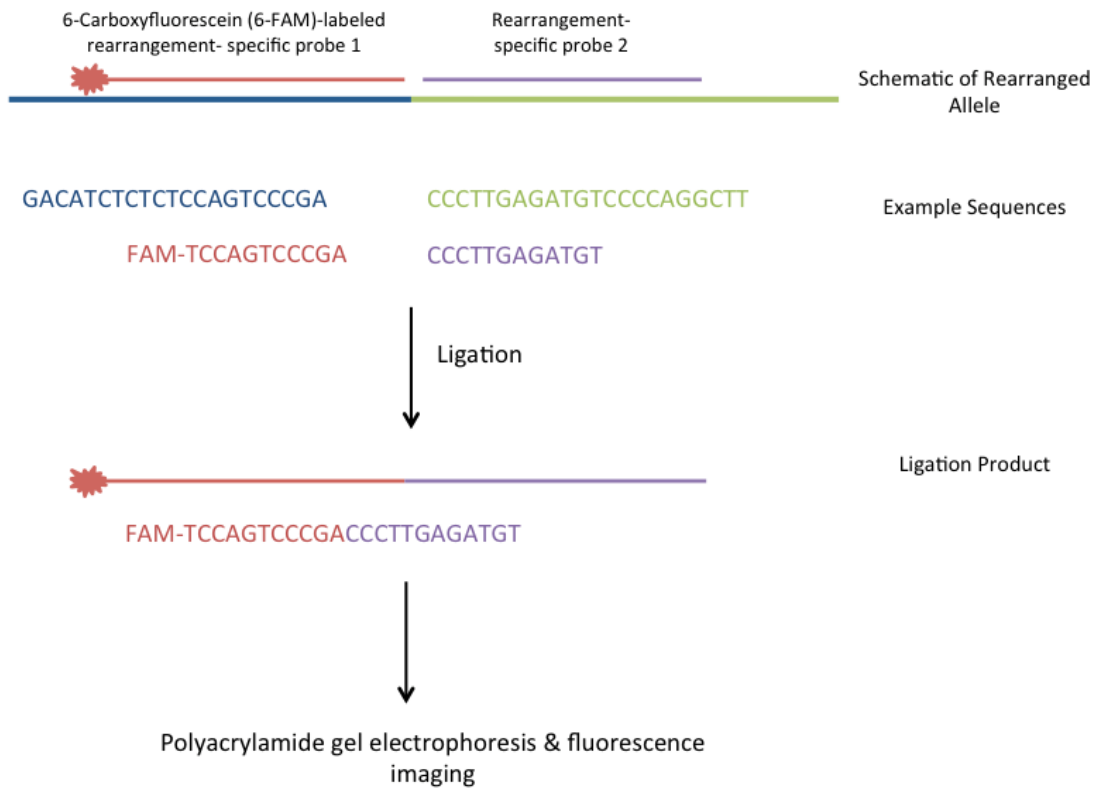 6-Carboxyfluorescein (6-FAM)-labeled
rearrangement- specific probe 1
Rearrangement-
specific probe 2
Schematic of Rearranged
Allele
GACATCTCTCTCCAGTCCCGA
CCCTTGAGATGTCCCCAGGCTT
Example Sequences
FAM-TCCAGTCCCGA
CCCTTGAGATGT
Ligation
Ligation Product
FAM-TCCAGTCCCGACCCTTGAGATGT
Polyacrylamide gel electrophoresis & fluorescence
imaging